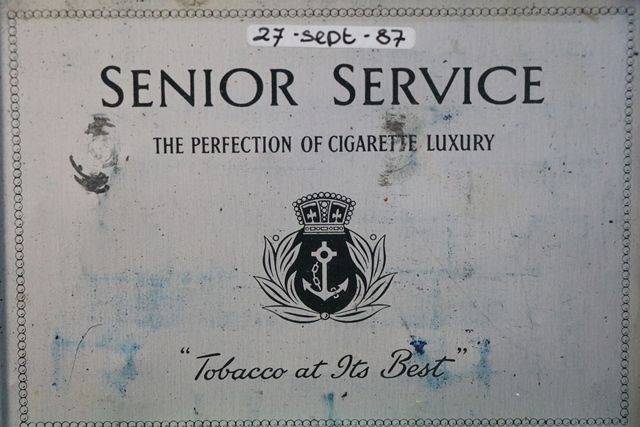 27-sept-87
SENIOR SERVICE
THE PERFECTION OF CIGARETTE LUXURY
"Tobacco at Its Best"